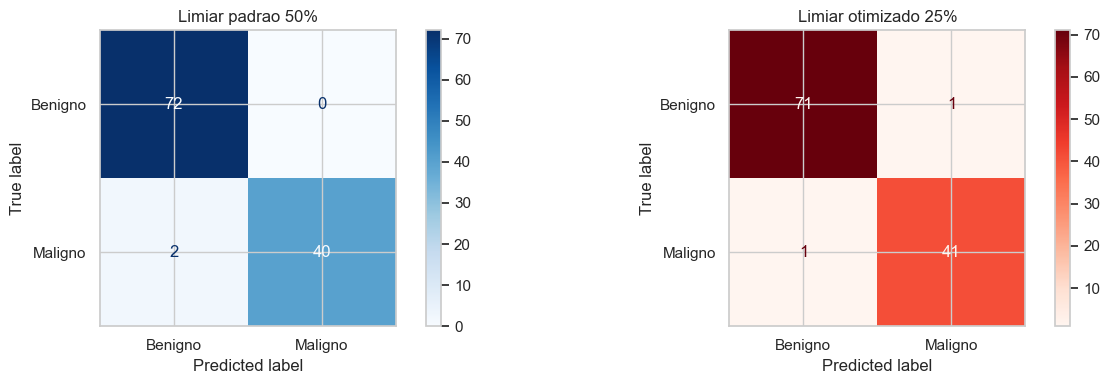 Limiar padrao 50%
Benigno
Maligno
True label
72
0
2
40
Benigno
Maligno
Predicted label
70
60
50
40
30
20
10
0
Limiar otimizado 25%
Benigno
Maligno
True label
71
1
1
41
Benigno
Maligno
Predicted label
70
60
50
40
30
20
10